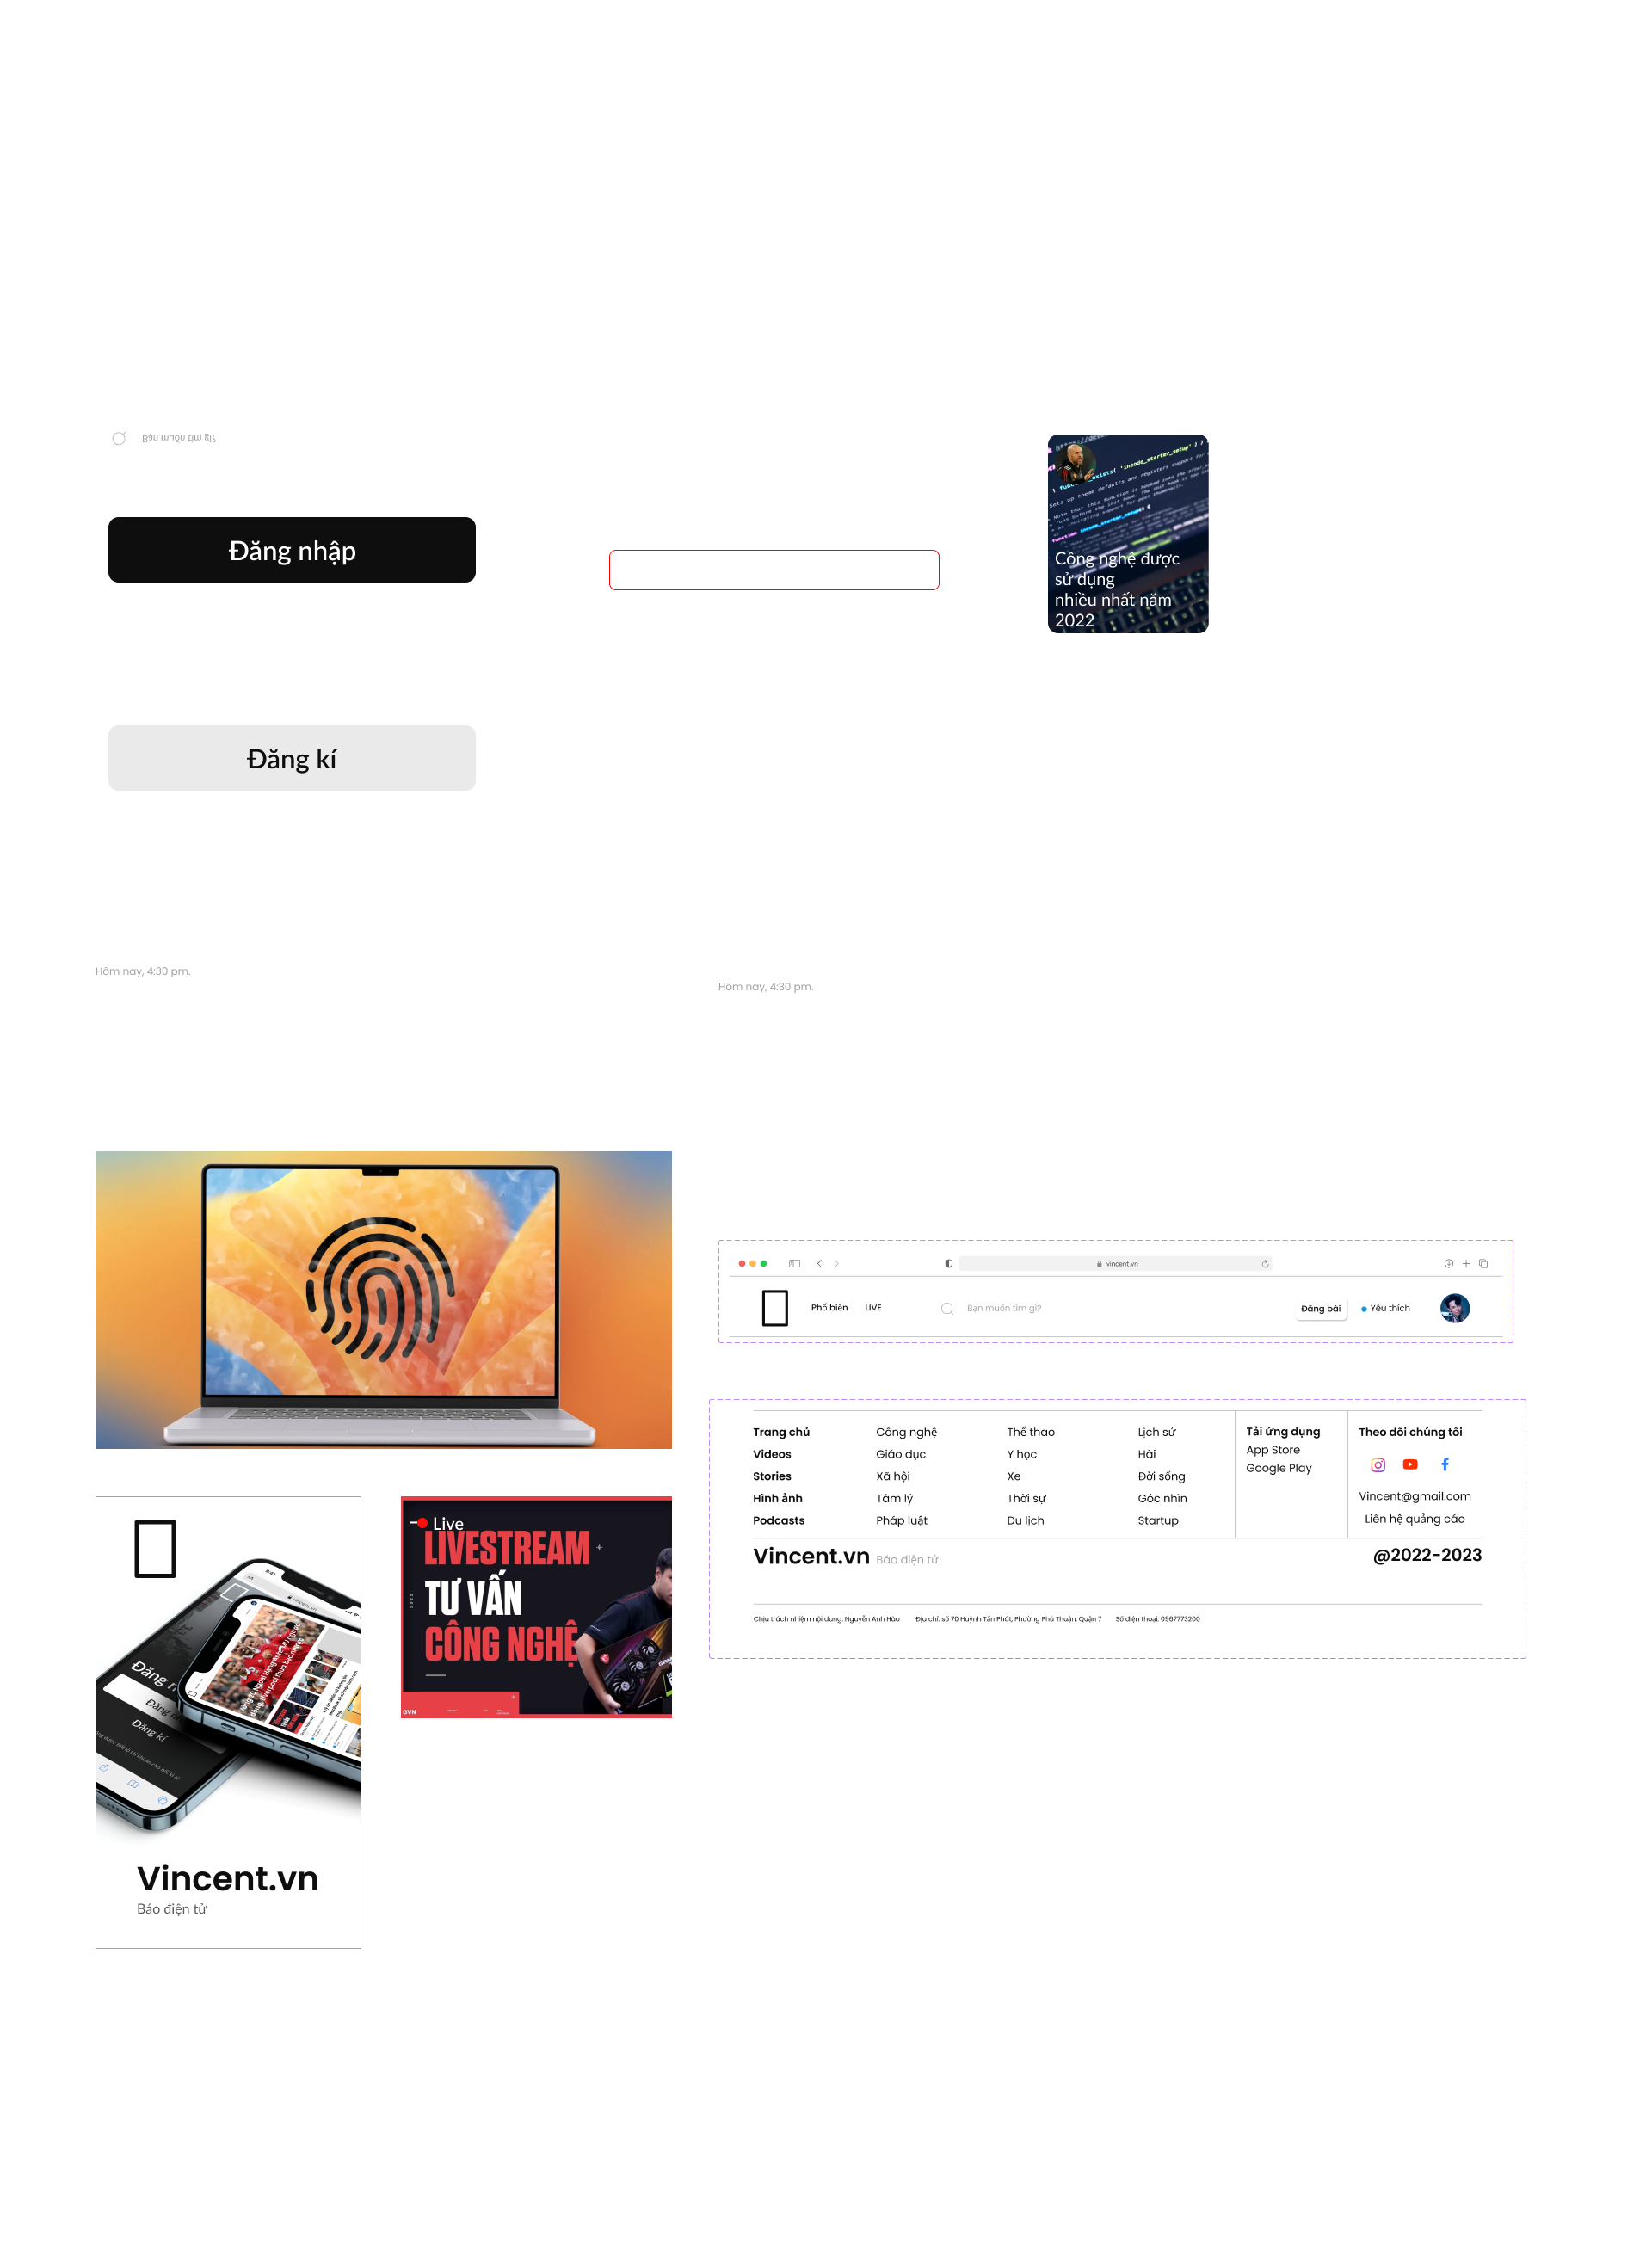 Bạn muốn tìm gì?
Đăng nhập
Công nghệ được
sử dụng
nhiều nhất năm
2022
Đăng kí
Hôm nay, 4:30 pm.
Hôm nay, 4:30 pm.
vincent.vn
Phổ biến LIVE Bạn muốn tìm gì? Đăng bài Yêu thích
Trang chủ Công nghệ Thể thao Lịch sử Tải ứng dụng Theo dõi chúng tôi
Videos Giáo dục Y học Hài App Store
Stories Xã hội Xe Đời sống Google Play
Hình ảnh Tâm lý Thời sự Góc nhìn Vincent@gmail.com
Podcasts Pháp luật Du lịch Startup Liên hệ quảng cáo
Vincent.vn Báo điện tử @2022-2023
Chịu trách nhiệm nội dung: Nguyễn Anh Hào Địa chỉ: số 70 Huỳnh Tấn Phát, Phường Phú Thuận, Quận 7 Số điện thoại: 0967773200
Live
LIVESTREAM
TƯ VẤN
CÔNG NGHỆ
GVN
Đăng kí
Vincent.vn
Báo điện tử